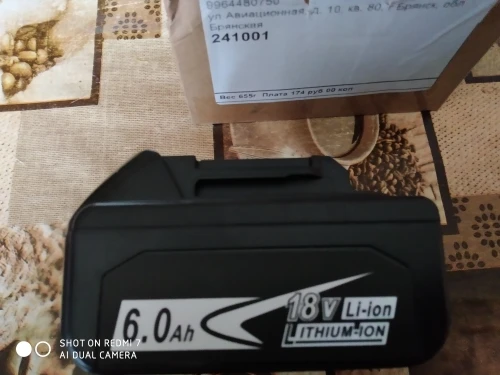 9964480750
ул Авиационная д. 10, кв. 80, г Брянск, обл
Брянская
241001
Вес 655г Плата 174 руб 00 коп
6.0Ah
18V Li-ion
LITHIUM-ION
SHOT ON REDMI 7
AI DUAL CAMERA